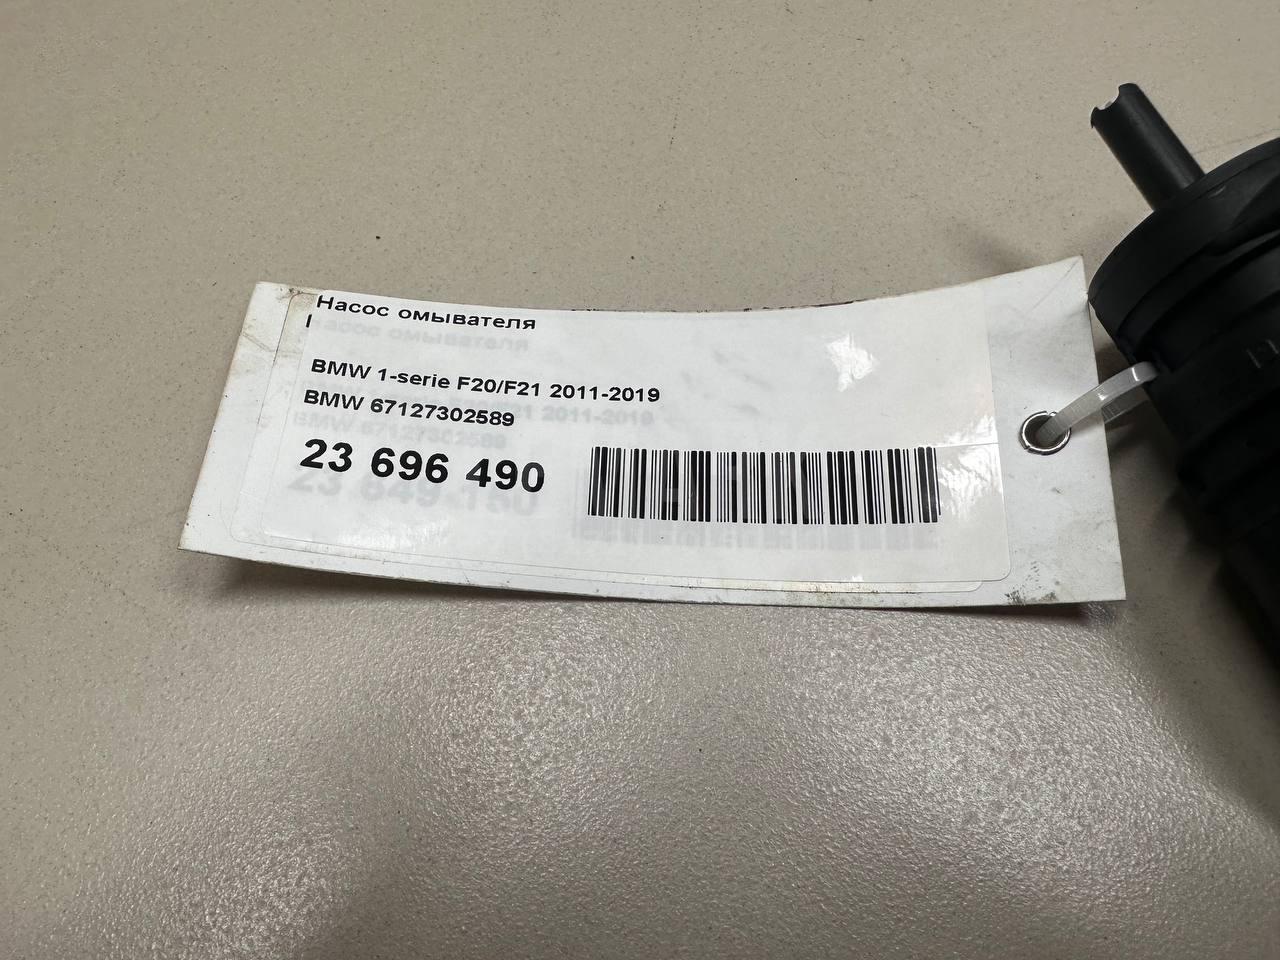 Насос омывателя
BMW 1-serie F20/F21 2011-2019
BMW 67127302589
23 696 490